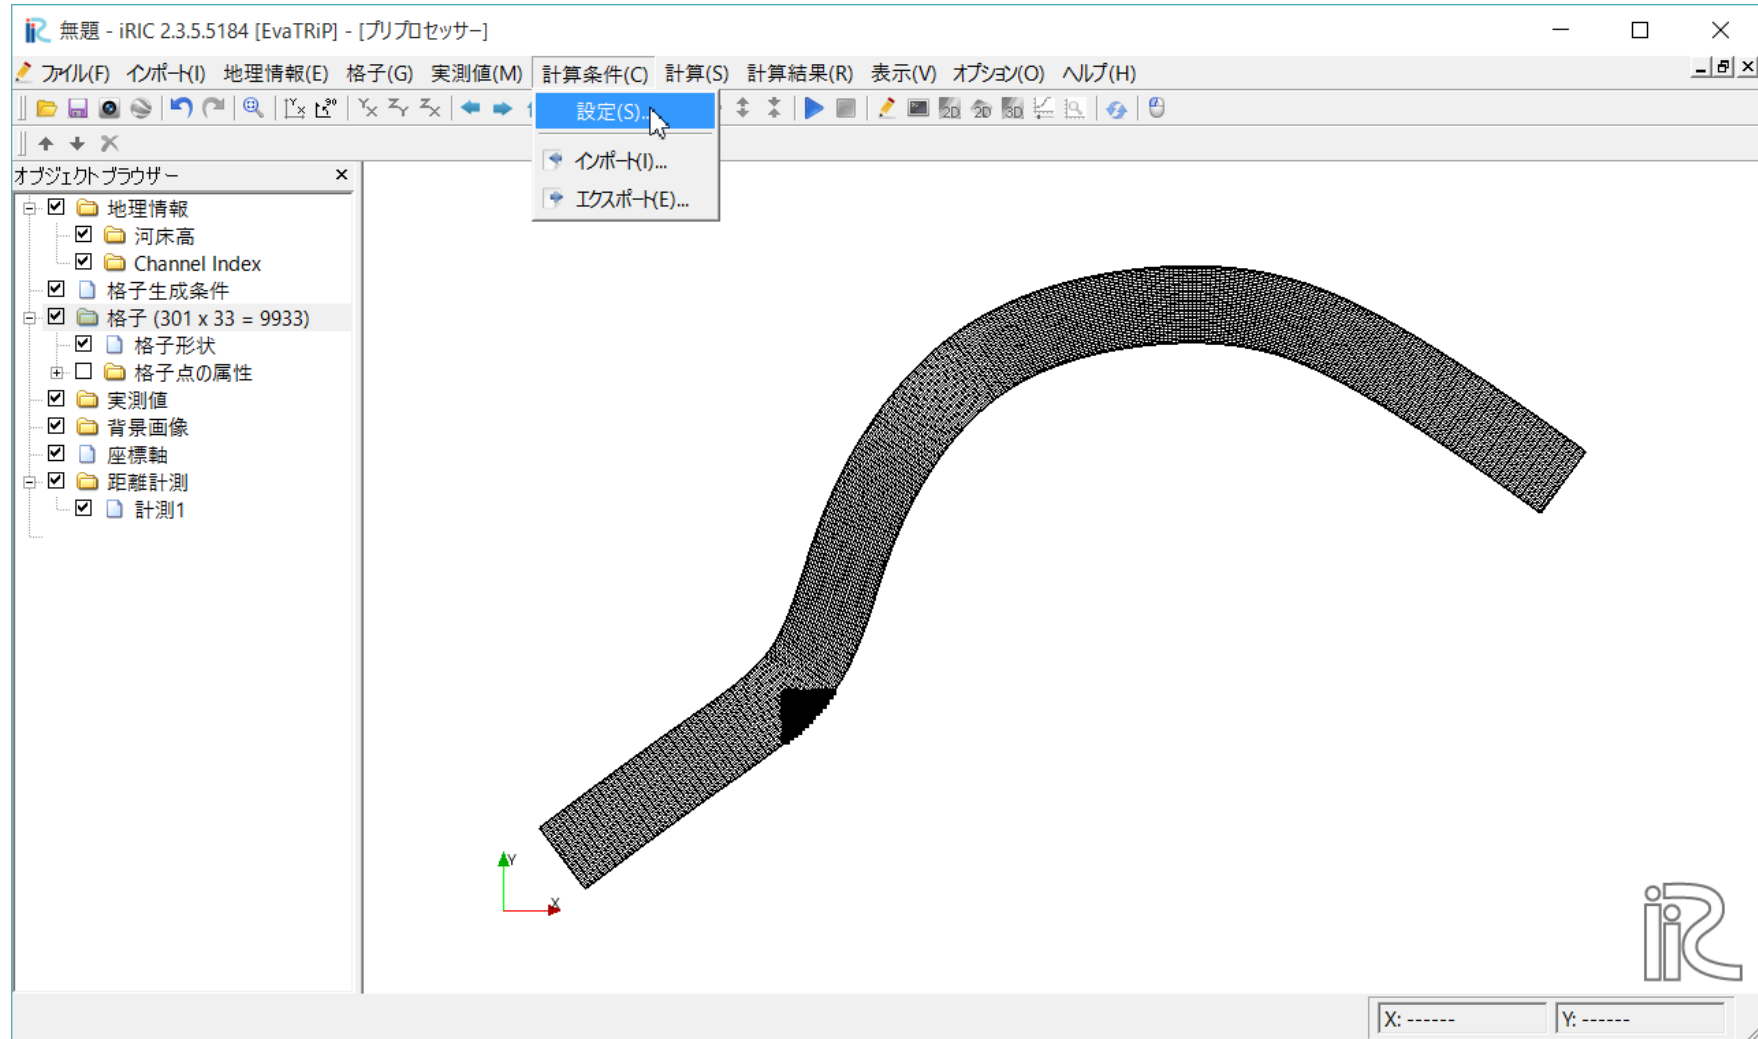 無題 - iRIC 2.3.5.5184 [EvaTRiP] - [プリプロセッサー]
ファイル(F) インポート(I) 地理情報(E) 格子(G) 実測値(M) 計算条件(C) 計算(S) 計算結果(R) 表示(V) オプション(O) ヘルプ(H)
設定(S)...
インポート(I)...
エクスポート(E)...
オブジェクトブラウザー
地理情報
河床高
Channel Index
格子生成条件
格子 (301 x 33 = 9933)
格子形状
格子点の属性
実測値
背景画像
座標軸
距離計測
計測1
Y
X
iRIC
X: ------ Y: ------